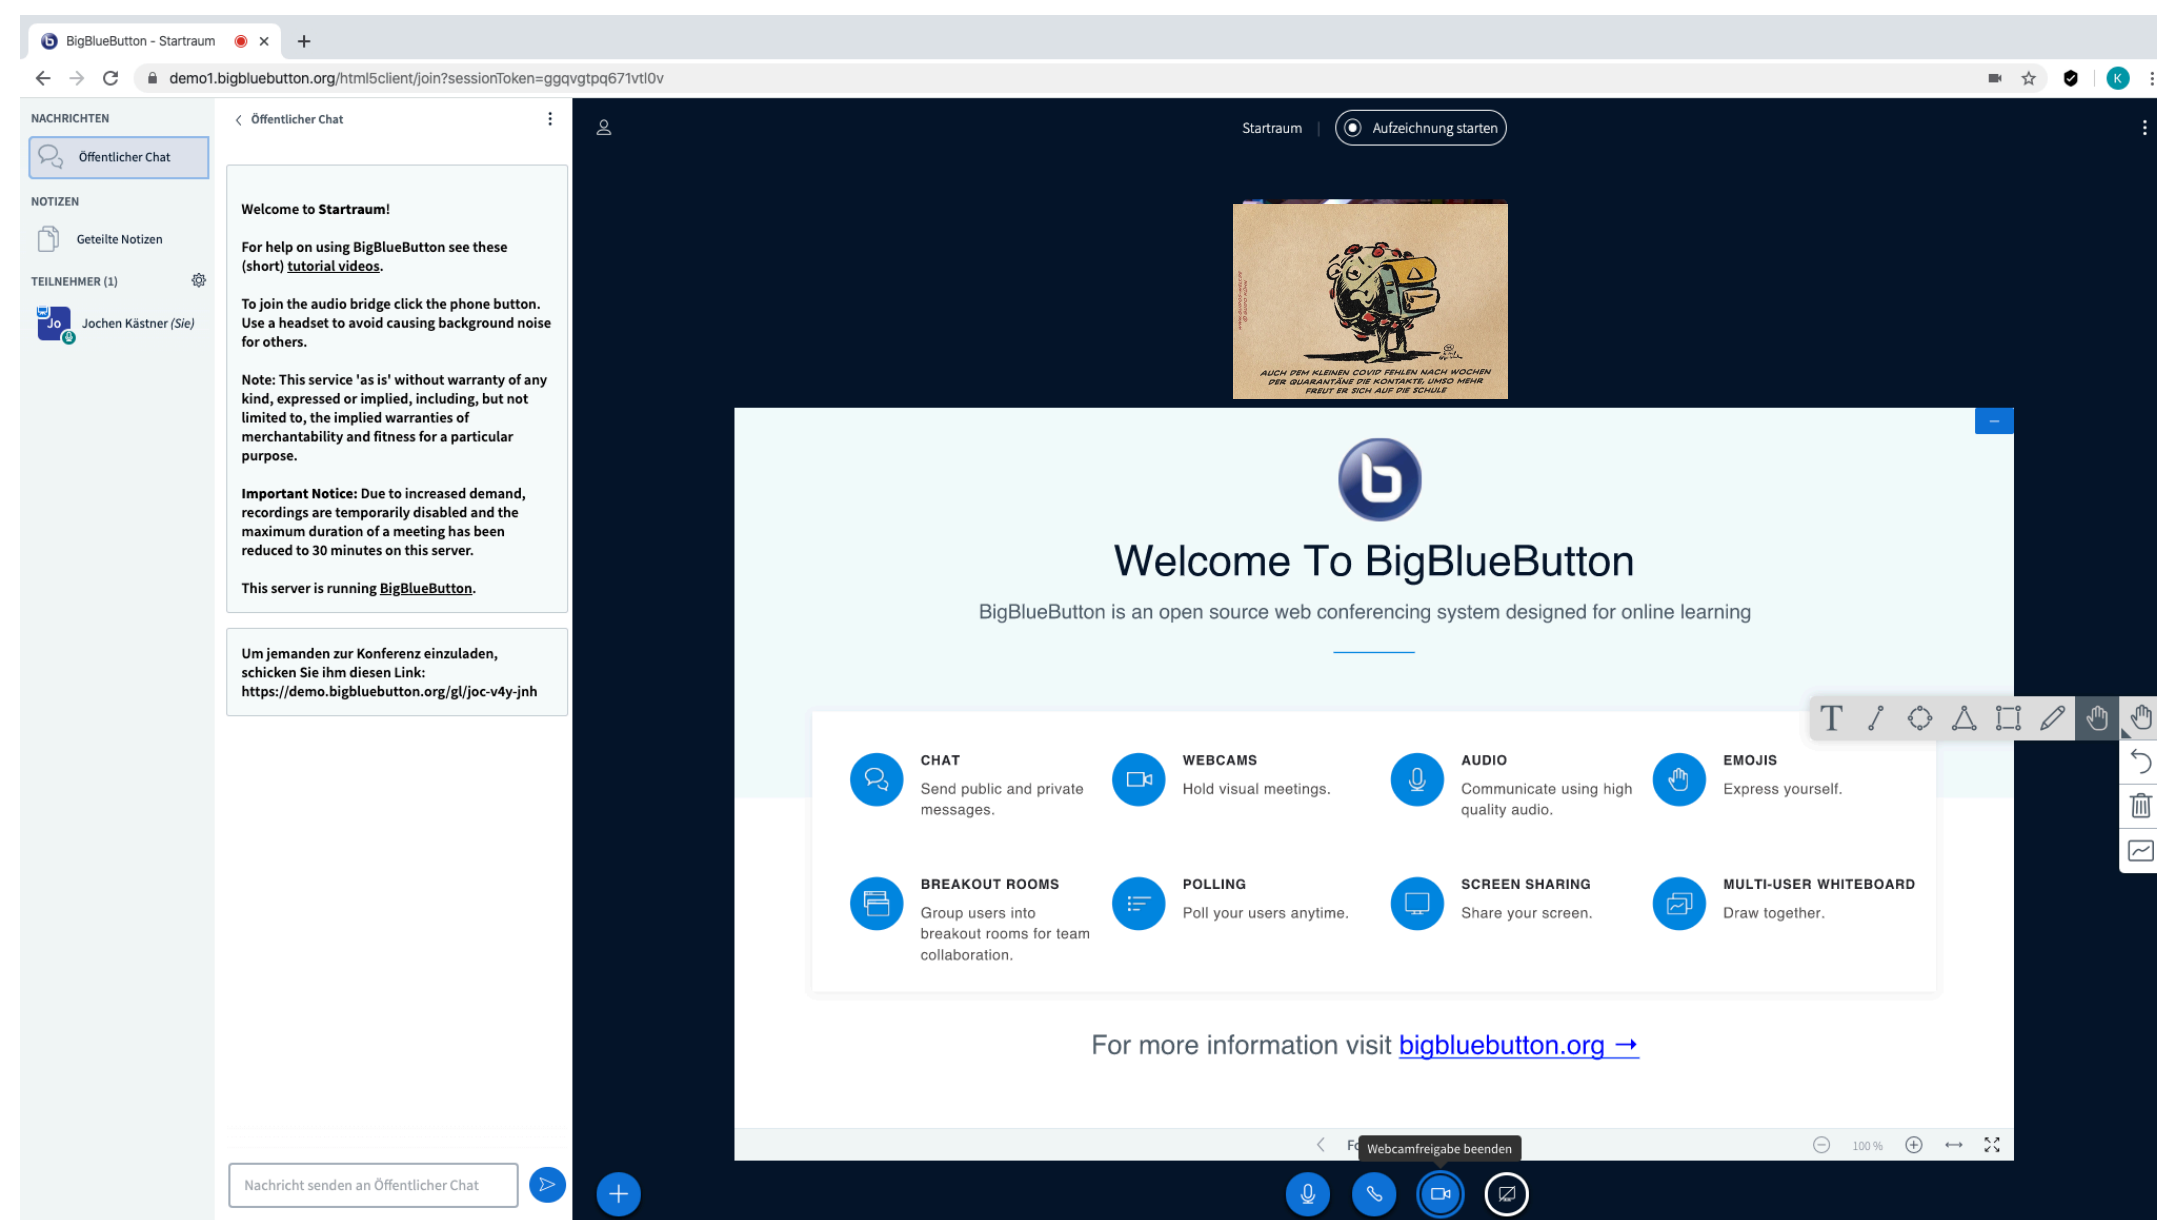 BigBlueButton - Startraum
demo1.bigbluebutton.org/html5client/join?sessionToken=ggqvgtpq671vtl0v
K
NACHRICHTEN
Öffentlicher Chat
NOTIZEN
Geteilte Notizen
TEILNEHMER (1)
Jo
Jochen Kästner (Sie)
Öffentlicher Chat
Welcome to Startraum!
For help on using BigBlueButton see these
(short) tutorial videos.
To join the audio bridge click the phone button.
Use a headset to avoid causing background noise
for others.
Note: This service 'as is' without warranty of any
kind, expressed or implied, including, but not
limited to, the implied warranties of
merchantability and fitness for a particular
purpose.
Important Notice: Due to increased demand,
recordings are temporarily disabled and the
maximum duration of a meeting has been
reduced to 30 minutes on this server.
This server is running BigBlueButton.
Um jemanden zur Konferenz einzuladen,
schicken Sie ihm diesen Link:
https://demo.bigbluebutton.org/gl/joc-v4y-jnh
Nachricht senden an Öffentlicher Chat
Startraum
Aufzeichnung starten
AUCH DEM KLEINEN COVID FEHLEN NACH WOCHEN
DER QUARANTÄNE DIE KONTAKTE, UMSO MEHR
FREUT ER SICH AUF DIE SCHULE
Welcome To BigBlueButton
BigBlueButton is an open source web conferencing system designed for online learning
T
CHAT
Send public and private
messages.
WEBCAMS
Hold visual meetings.
AUDIO
Communicate using high
quality audio.
EMOJIS
Express yourself.
BREAKOUT ROOMS
Group users into
breakout rooms for team
collaboration.
POLLING
Poll your users anytime.
SCREEN SHARING
Share your screen.
MULTI-USER WHITEBOARD
Draw together.
For more information visit bigbluebutton.org →
Webcamfreigabe beenden
100 %